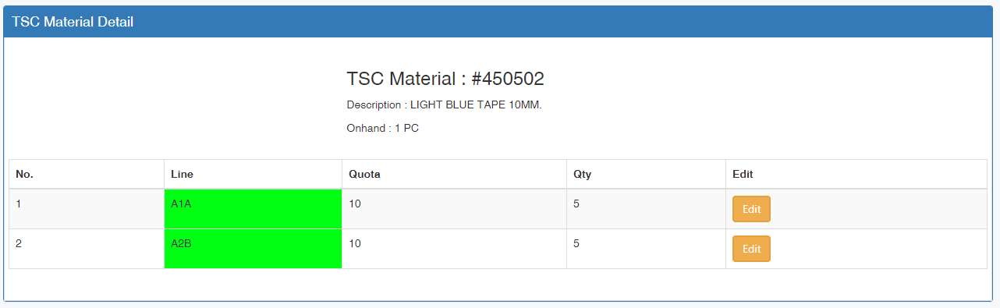 TSC Material Detail
TSC Material : #450502
Description : LIGHT BLUE TAPE 10MM.
Onhand : 1 PC
No. Line Quota Qty Edit
1 A1A 10 5 Edit
2 A2B 10 5 Edit